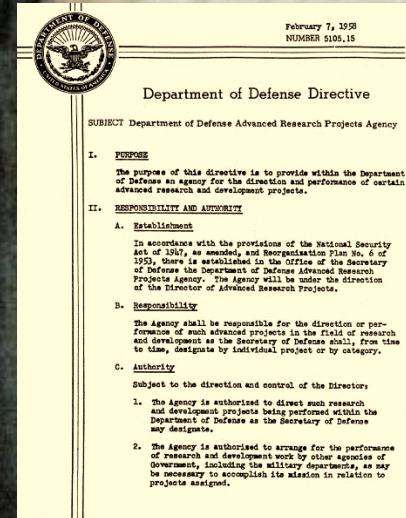 February 7, 1958
NUMBER 5105.15
DEPARTMENT OF DEFENSE
UNITED STATES OF AMERICA
Department of Defense Directive
SUBJECT Department of Defense Advanced Research Projects Agency
I. PURPOSE
The purpose of this directive is to provide within the Department
of Defense an agency for the direction and performance of certain
advanced research and development projects.
II. RESPONSIBILITY AND AUTHORITY
A. Establishment
In accordance with the provisions of the National Security
Act of 1947, as amended, and Reorganization Plan No. 6 of
1953, there is established in the Office of the Secretary
of Defense the Department of Defense Advanced Research
Projects Agency. The Agency will be under the direction
of the Director of Advanced Research Projects.
B. Responsibility
The Agency shall be responsible for the direction or per-
formance of such advanced projects in the field of research
and development as the Secretary of Defense shall, from time
to time, designate by individual project or by category.
C. Authority
Subject to the direction and control of the Director:
1. The Agency is authorized to direct such research
and development projects being performed within the
Department of Defense as the Secretary of Defense
may designate.
2. The Agency is authorized to arrange for the performance
of research and development work by other agencies of
Government, including the military departments, as may
be necessary to accomplish its mission in relation to
projects assigned.